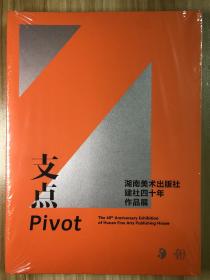 支点
Pivot
湖南美术出版社
建社四十年
作品展
The 40th Anniversary Exhibition
of Hunan Fine Arts Publishing House